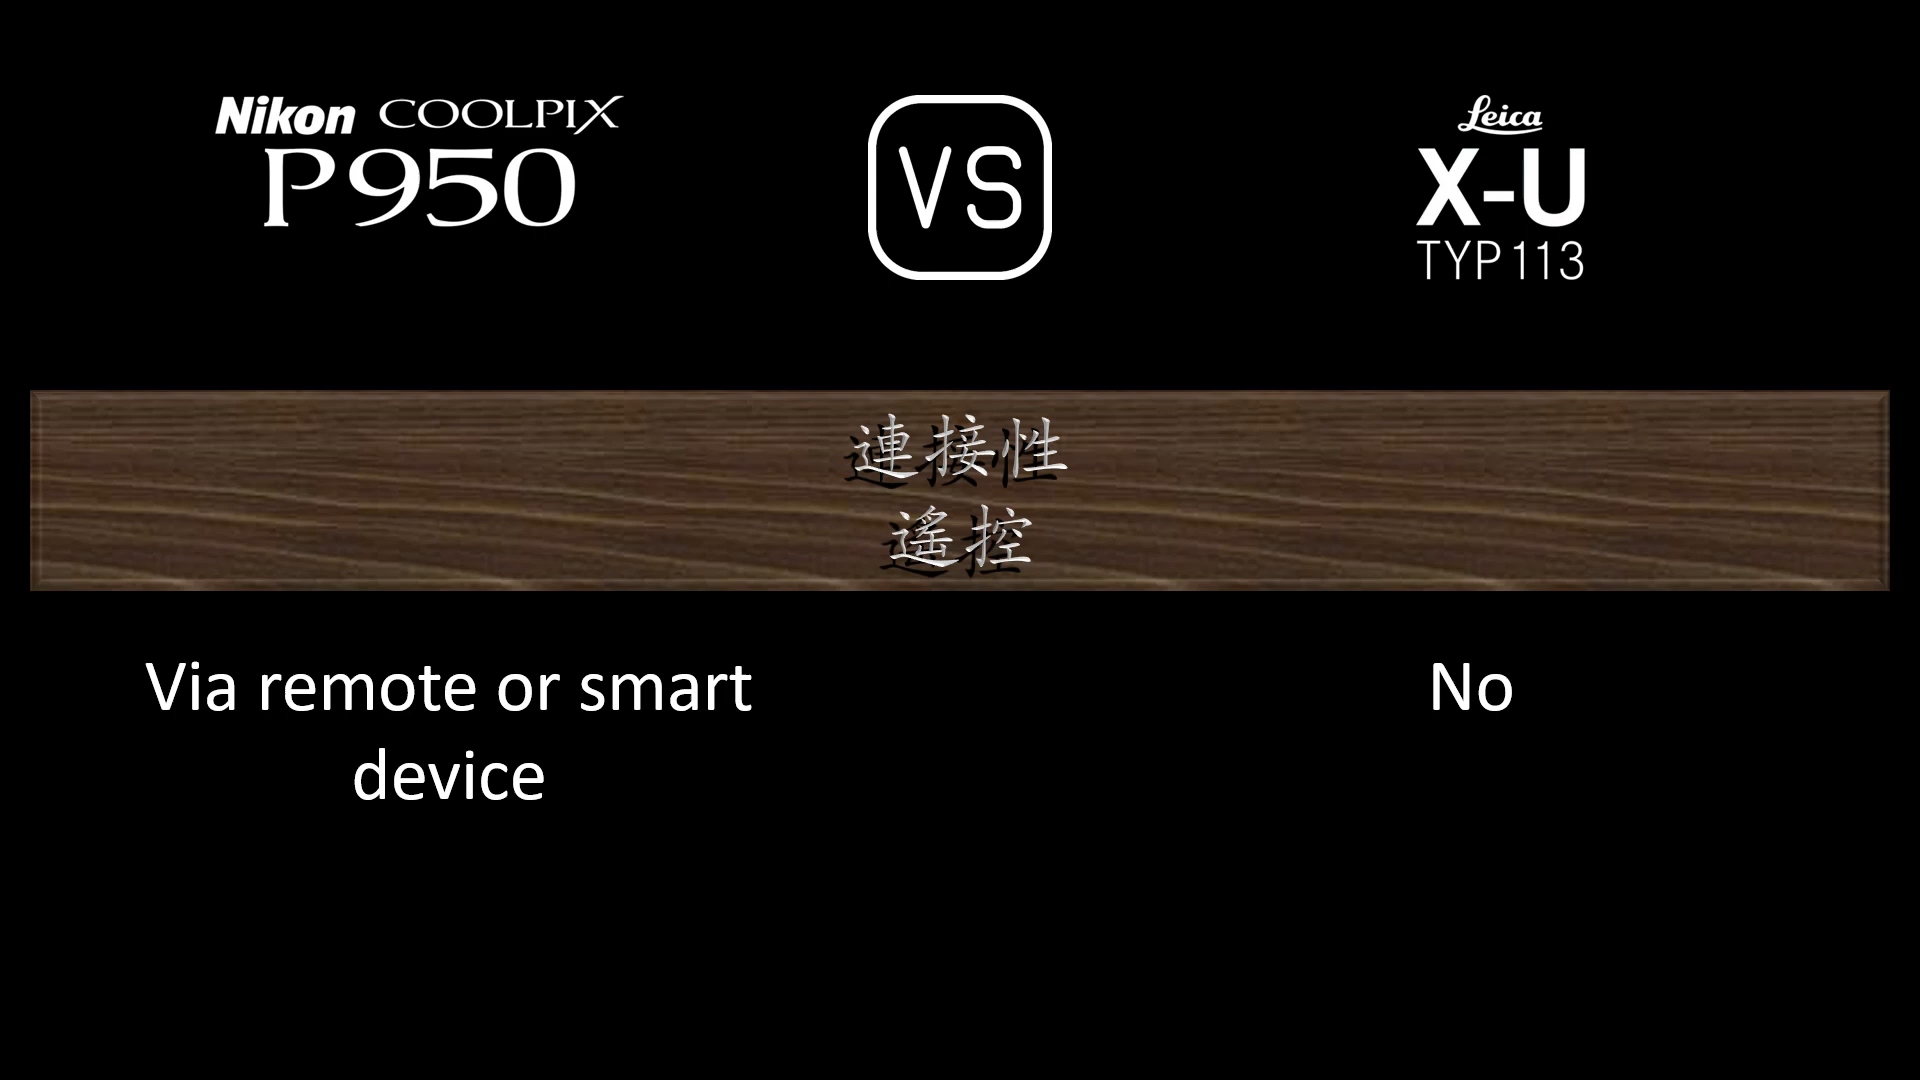 Nikon COOLPIX
P950
VS
Leica
X-U
TYP 113
連接性
遙控
Via remote or smart
device
No